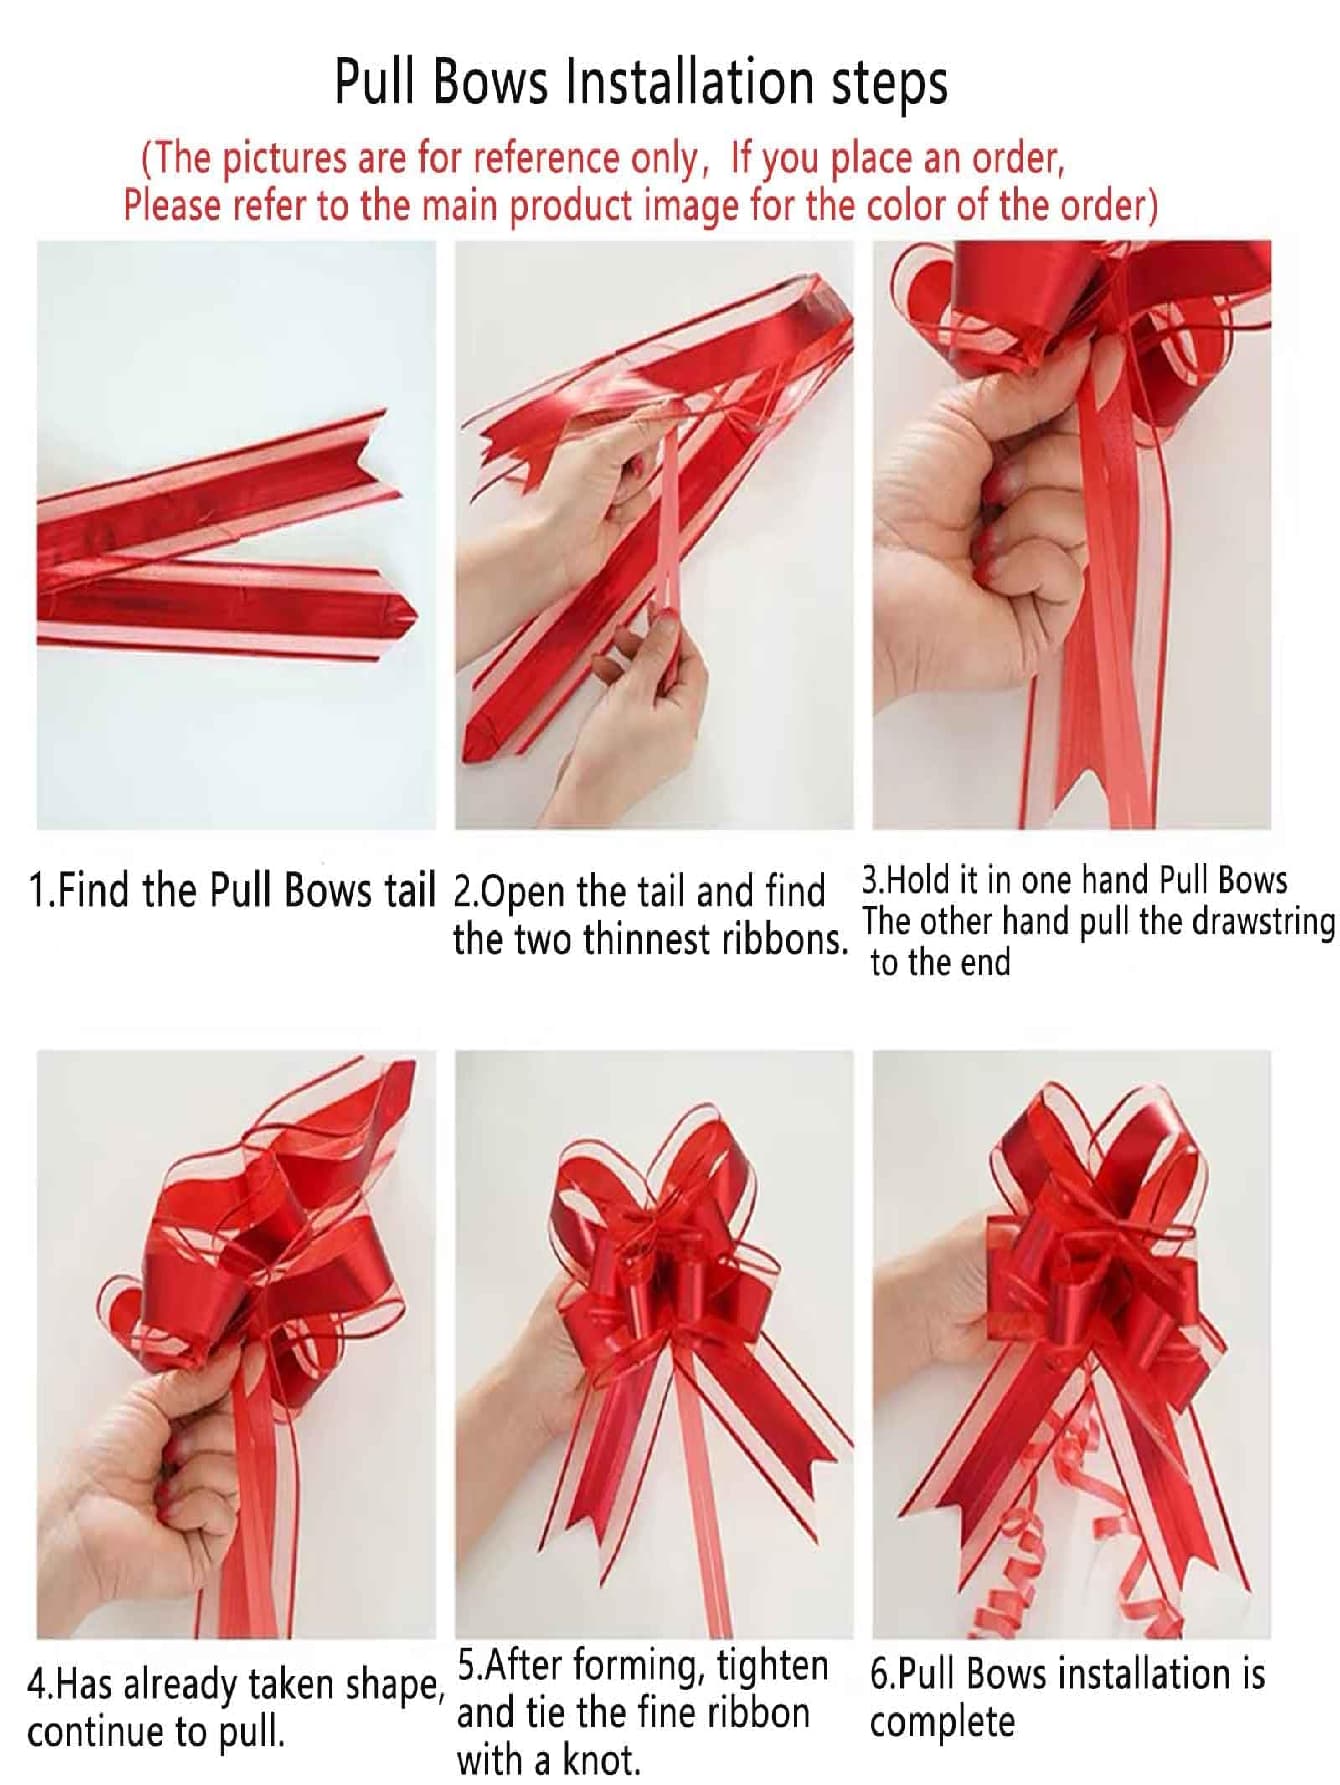 Pull Bows Installation steps
(The pictures are for reference only, If you place an order,
Please refer to the main product image for the color of the order)
1.Find the Pull Bows tail
2.Open the tail and find
the two thinnest ribbons.
3.Hold it in one hand Pull Bows
The other hand pull the drawstring
to the end
4.Has already taken shape,
continue to pull.
5.After forming, tighten
and tie the fine ribbon
with a knot.
6.Pull Bows installation is
complete